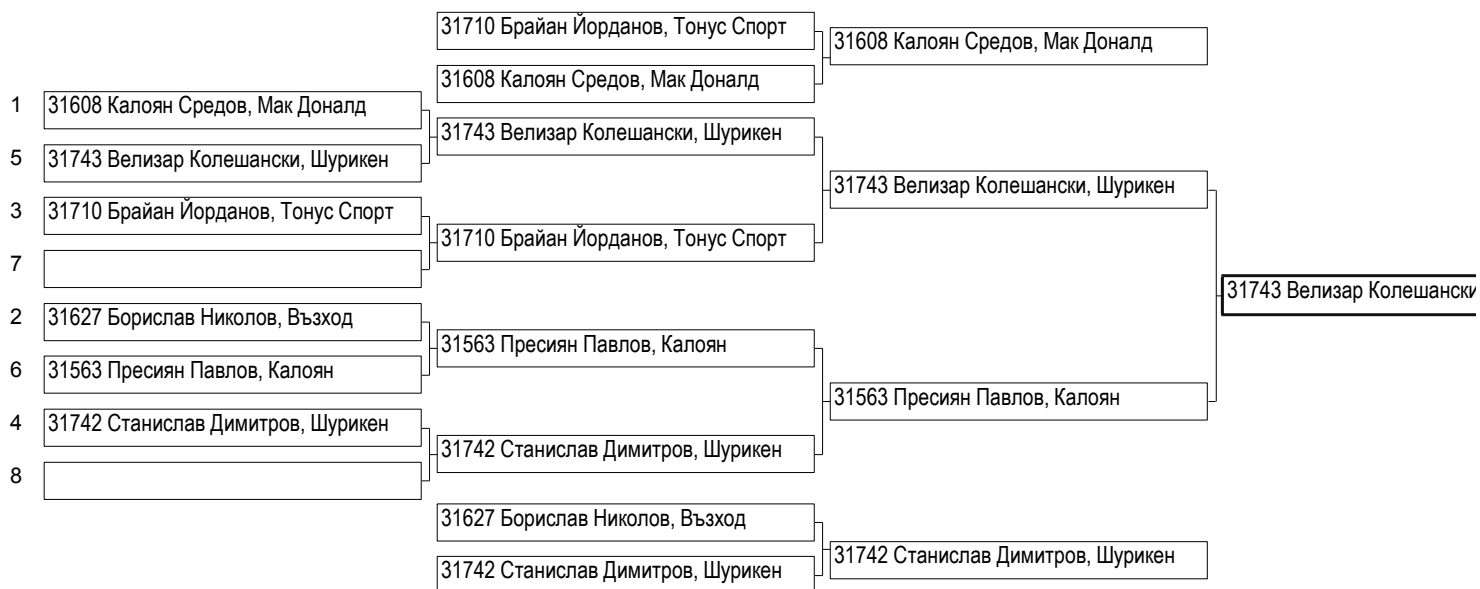 31710 Брайан Йорданов, Тонус Спорт
31608 Калоян Средов, Мак Доналд
31608 Калоян Средов, Мак Доналд
1 31608 Калоян Средов, Мак Доналд
31743 Велизар Колешански, Шурикен
5 31743 Велизар Колешански, Шурикен
31743 Велизар Колешански, Шурикен
3 31710 Брайан Йорданов, Тонус Спорт
31710 Брайан Йорданов, Тонус Спорт
7
31743 Велизар Колешански
2 31627 Борислав Николов, Възход
31563 Пресиян Павлов, Калоян
6 31563 Пресиян Павлов, Калоян
31563 Пресиян Павлов, Калоян
4 31742 Станислав Димитров, Шурикен
31742 Станислав Димитров, Шурикен
8
31627 Борислав Николов, Възход
31742 Станислав Димитров, Шурикен
31742 Станислав Димитров, Шурикен